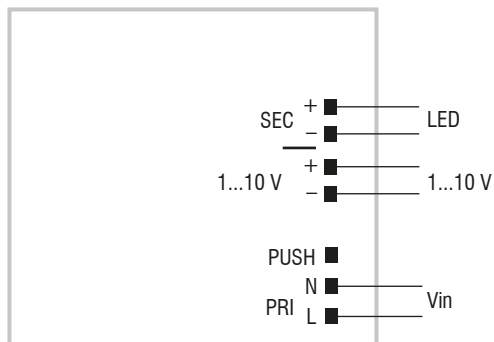 SEC + LED
−
1...10 V + 1...10 V
−
PUSH
PRI N Vin
L